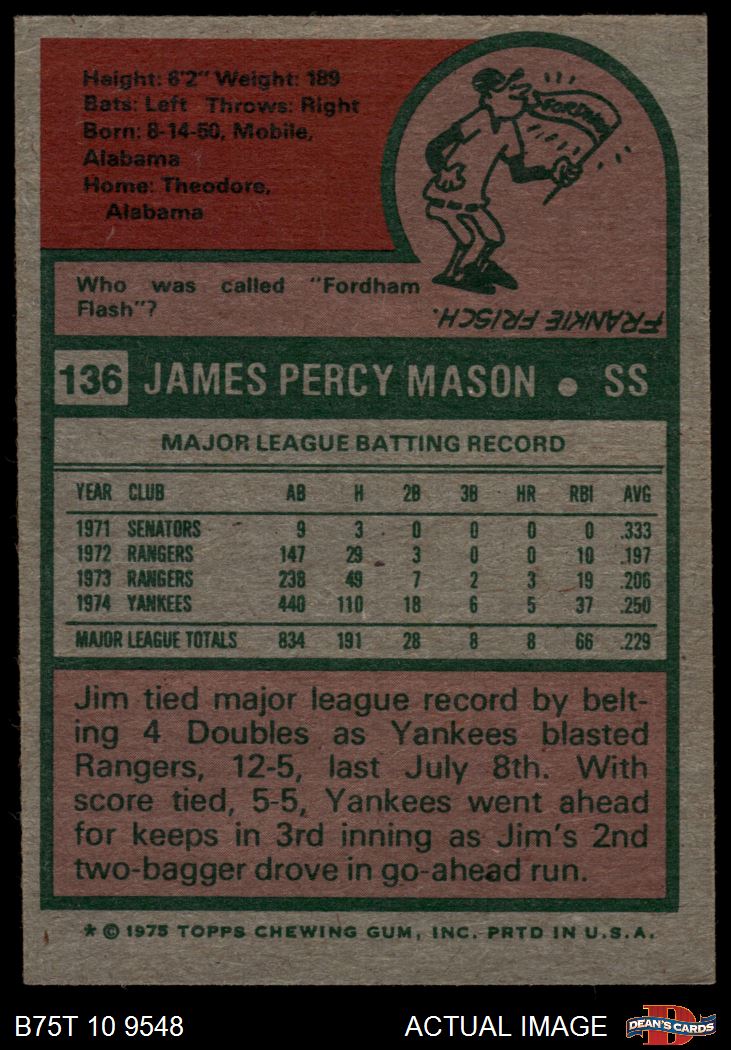 Height: 6'2" Weight: 189
Bats: Left Throws: Right
Born: 8-14-50, Mobile,
Alabama
Home: Theodore,
Alabama
FORDHAM
Who was called "Fordham
Flash"?
FRANKIE FRISCH.
136 JAMES PERCY MASON • SS
MAJOR LEAGUE BATTING RECORD
YEAR CLUB AB H 2B 3B HR RBI AVG
1971 SENATORS 9 3 0 0 0 0 .333
1972 RANGERS 147 29 3 0 0 10 .197
1973 RANGERS 238 49 7 2 3 19 .206
1974 YANKEES 440 110 18 6 5 37 .250
MAJOR LEAGUE TOTALS 834 191 28 8 8 66 .229
Jim tied major league record by belt-
ing 4 Doubles as Yankees blasted
Rangers, 12-5, last July 8th. With
score tied, 5-5, Yankees went ahead
for keeps in 3rd inning as Jim's 2nd
two-bagger drove in go-ahead run.
* © 1975 TOPPS CHEWING GUM, INC. PRTD IN U.S.A.
B75T 10 9548 ACTUAL IMAGE
D
DEAN'S CARDS